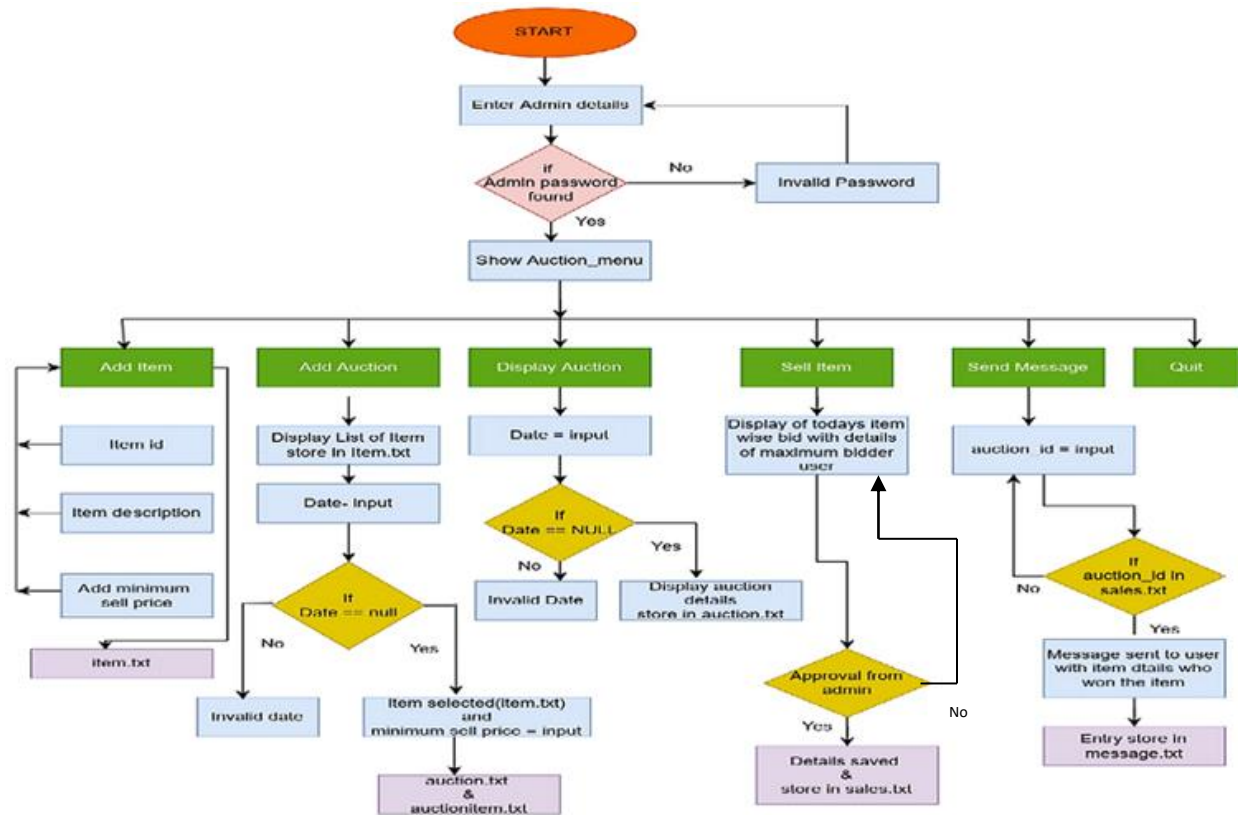 START
Enter Admin details
if
Admin password
found
No
Invalid Password
Yes
Show Auction_menu
Add Item
Add Auction
Display Auction
Sell Item
Send Message
Quit
Item id
Item description
Add minimum
sell price
item.txt
Display List of Item
store in Item.txt
Date- Input
If
Date == null
No
Yes
Invalid date
Item selected(Item.txt)
and
minimum sell price = input
auction.txt
&
auctionitem.txt
Date = input
If
Date == NULL
Yes
No
Invalid Date
Display auction
details
store in auction.txt
Display of todays item
wise bid with details
of maximum bidder
user
Approval from
admin
No
Yes
Details saved
&
store in sales.txt
auction_id = input
If
auction_id in
sales.txt
No
Yes
Message sent to user
with item dtails who
won the item
Entry store in
message.txt